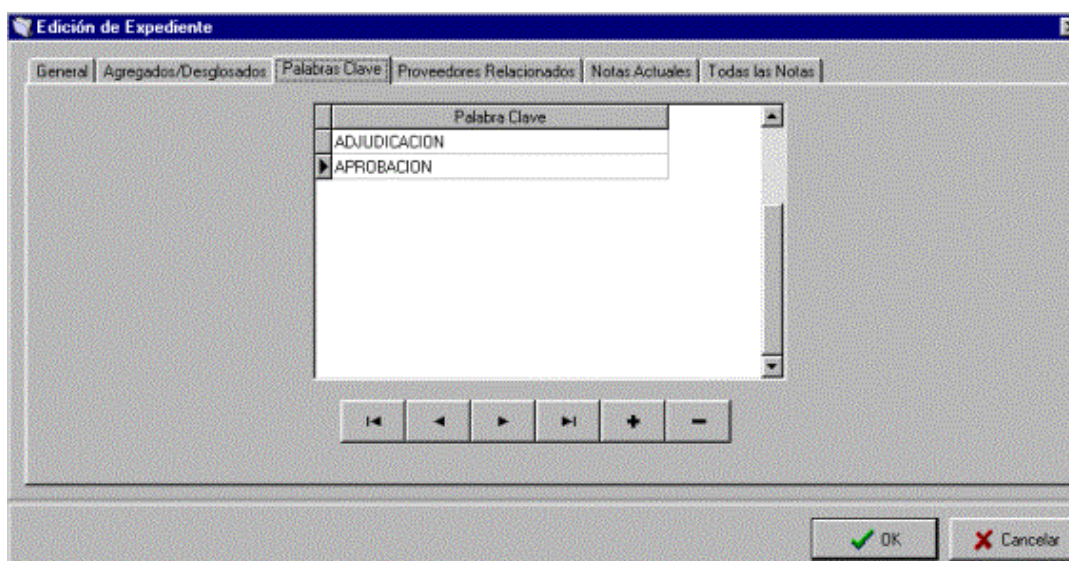 Edición de Expediente
General Agregados/Desglosados Palabras Clave Proveedores Relacionados Notas Actuales Todas las Notas
Palabra Clave
ADJUDICACION
APROBACION
OK Cancelar